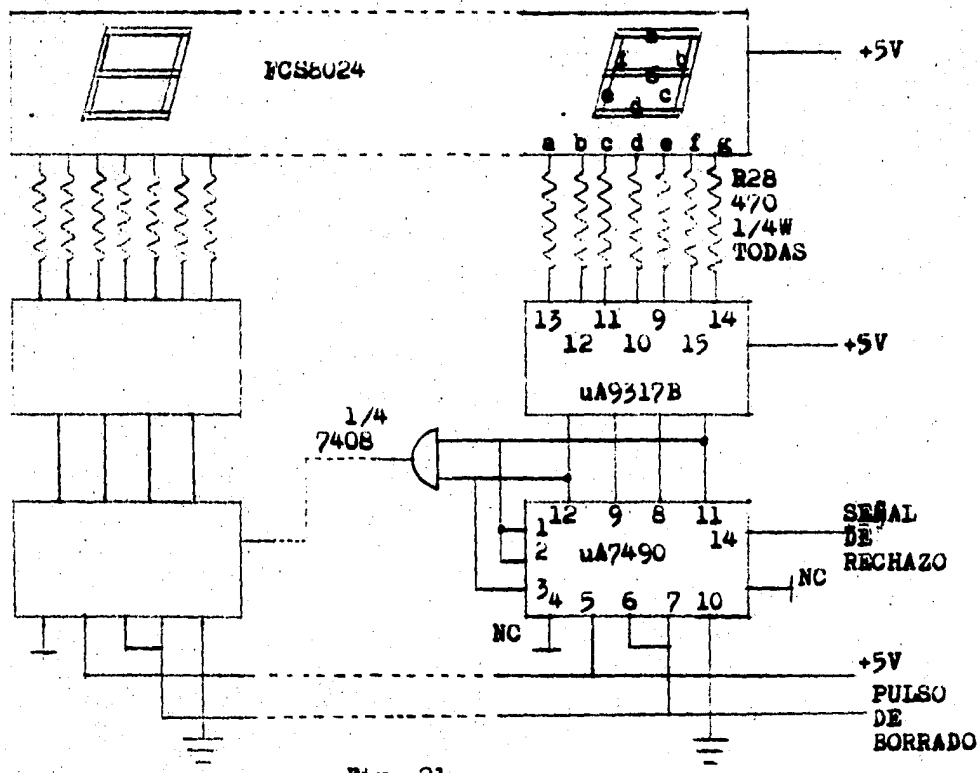 FCS8024
+5V
a
f
b
g
e
c
d
a b c d e f g
R28
470
1/4W
TODAS
13 11 9 14
12 10 15
+5V
uA9317B
1/4
7408
12 9 8 11
1
14
2
uA7490
3
4 5 6 7 10
SEÑAL
DE
RECHAZO
NC
NC
+5V
PULSO
DE
BORRADO